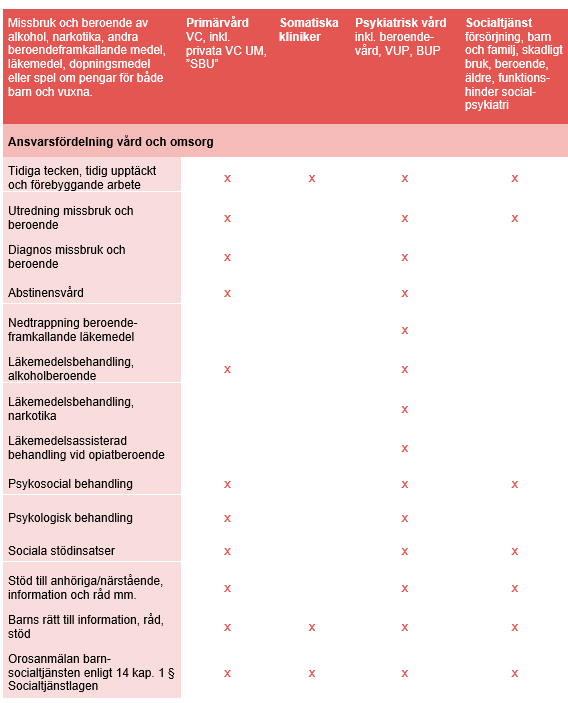 Missbruk och beroende av
alkohol, narkotika, andra
beroendeframkallande medel,
läkemedel, dopningsmedel
eller spel om pengar för både
barn och vuxna.
Primärvård
VC, inkl.
privata VC UM,
”SBU”
Somatiska
kliniker
Psykiatrisk vård
inkl. beroende-
vård, VUP, BUP
Socialtjänst
försörjning, barn
och familj, skadligt
bruk, beroende,
äldre, funktions-
hinder social-
psykiatri
Ansvarsfördelning vård och omsorg
Tidiga tecken, tidig upptäckt
och förebyggande arbete
x x x x
Utredning missbruk och
beroende
x x x
Diagnos missbruk och
beroende
x x
Abstinensvård
x x
Nedtrappning beroende-
framkallande läkemedel
x
Läkemedelsbehandling,
alkoholberoende
x x
Läkemedelsbehandling,
narkotika
x
Läkemedelsassisterad
behandling vid opiatberoende
x
Psykosocial behandling
x x x
Psykologisk behandling
x x
Sociala stödinsatser
x x x
Stöd till anhöriga/närstående,
information och råd mm.
x x x
Barns rätt till information, råd,
stöd
x x x x
Orosanmälan barn-
socialtjänsten enligt 14 kap. 1 §
Socialtjänstlagen
x x x x